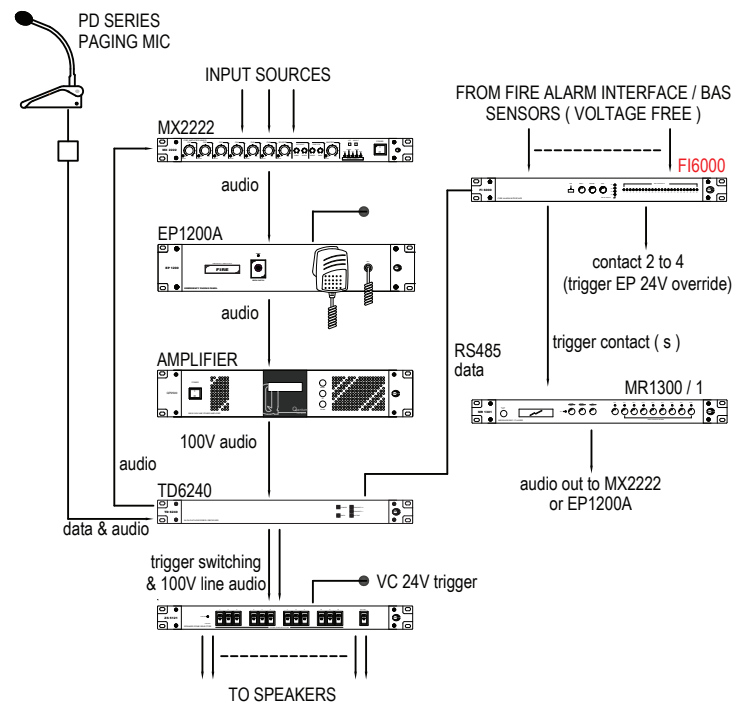 PD SERIES
PAGING MIC
INPUT SOURCES
FROM FIRE ALARM INTERFACE / BAS
SENSORS ( VOLTAGE FREE )
MX2222
FI6000
audio
EP1200A
FIRE
contact 2 to 4
(trigger EP 24V override)
audio
trigger contact ( s )
RS485
data
AMPLIFIER
MR1300 / 1
100V audio
audio
audio out to MX2222
or EP1200A
TD6240
data & audio
trigger switching
& 100V line audio
VC 24V trigger
TO SPEAKERS